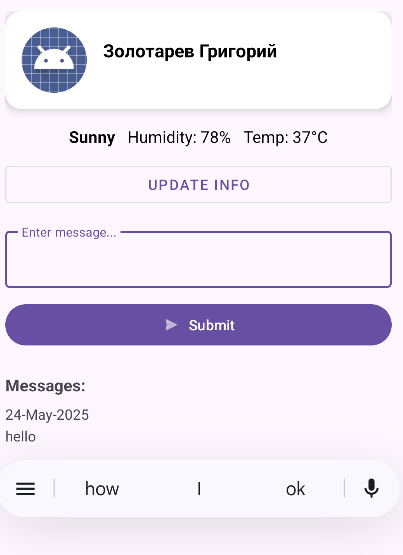 Золотарев Григорий
Sunny Humidity: 78% Temp: 37°C
UPDATE INFO
Enter message...
Submit
Messages:
24-May-2025
hello
how I ok